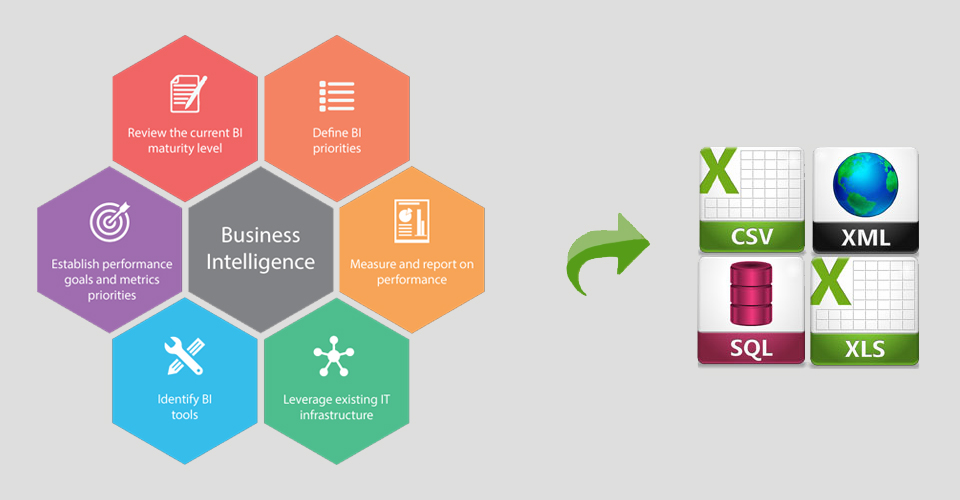 Review the current BI
maturity level
Define BI
priorities
Establish performance
goals and metrics
priorities
Business
Intelligence
Measure and report on
performance
Identify BI
tools
Leverage existing IT
infrastructure
X
CSV
XML
SQL
X
XLS